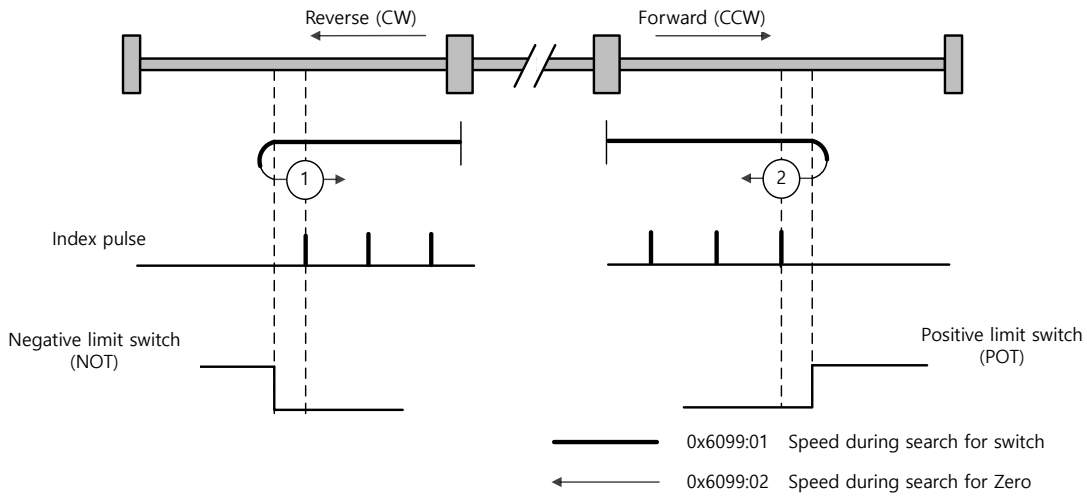 Reverse (CW)
Forward (CCW)
1
2
Index pulse
Negative limit switch
(NOT)
Positive limit switch
(POT)
0x6099:01 Speed during search for switch
0x6099:02 Speed during search for Zero